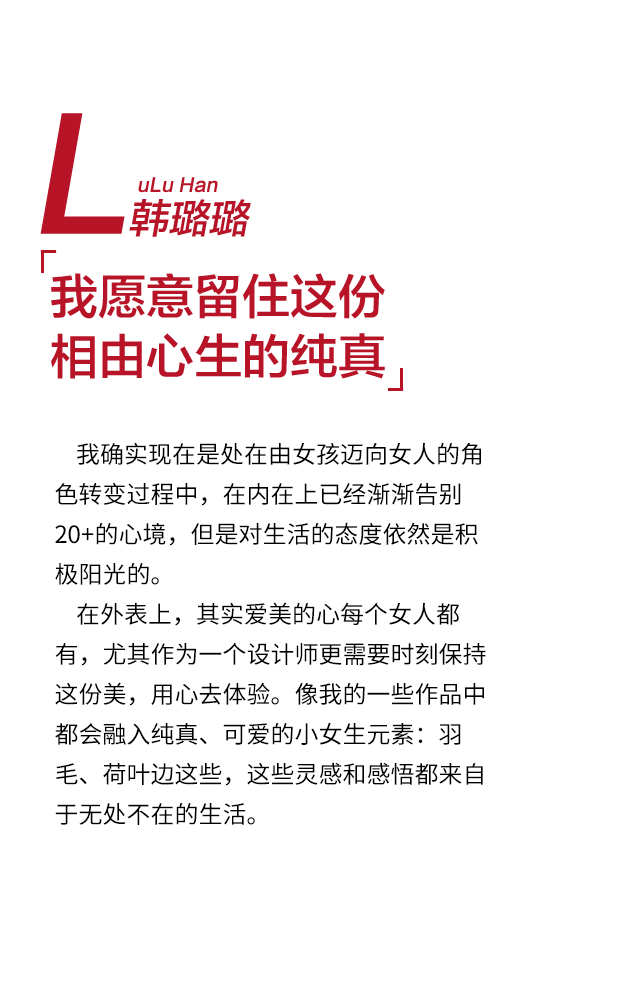 LuLu Han
韩璐璐
「我愿意留住这份
相由心生的纯真」
我确实现在是处在由女孩迈向女人的角
色转变过程中，在内在上已经渐渐告别
20+的心境，但是对生活的态度依然是积
极阳光的。
在外表上，其实爱美的心每个女人都
有，尤其作为一个设计师更需要时刻保持
这份美，用心去体验。像我的一些作品中
都会融入纯真、可爱的小女生元素：羽
毛、荷叶边这些，这些灵感和感悟都来自
于无处不在的生活。